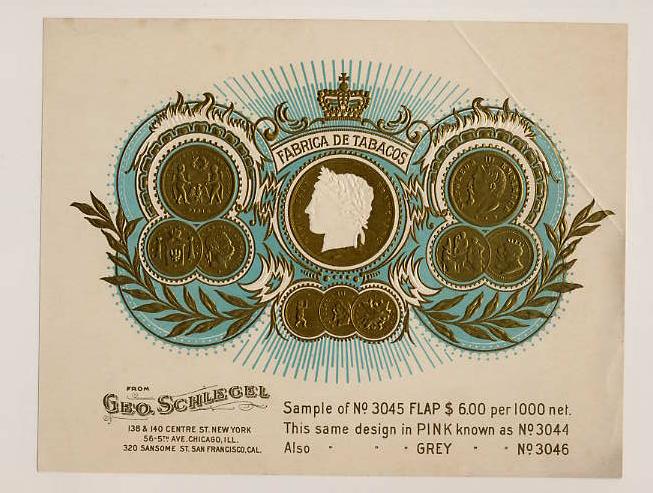 FABRICA DE TABACOS
FROM
GEO. SCHLEGEL
138 & 140 CENTRE ST. NEW YORK
56-5TH AVE. CHICAGO, ILL.
320 SANSOME ST. SAN FRANCISCO, CAL.
Sample of No 3045 FLAP $ 6.00 per 1000 net.
This same design in PINK known as No 3044
Also " " " GREY " " No 3046